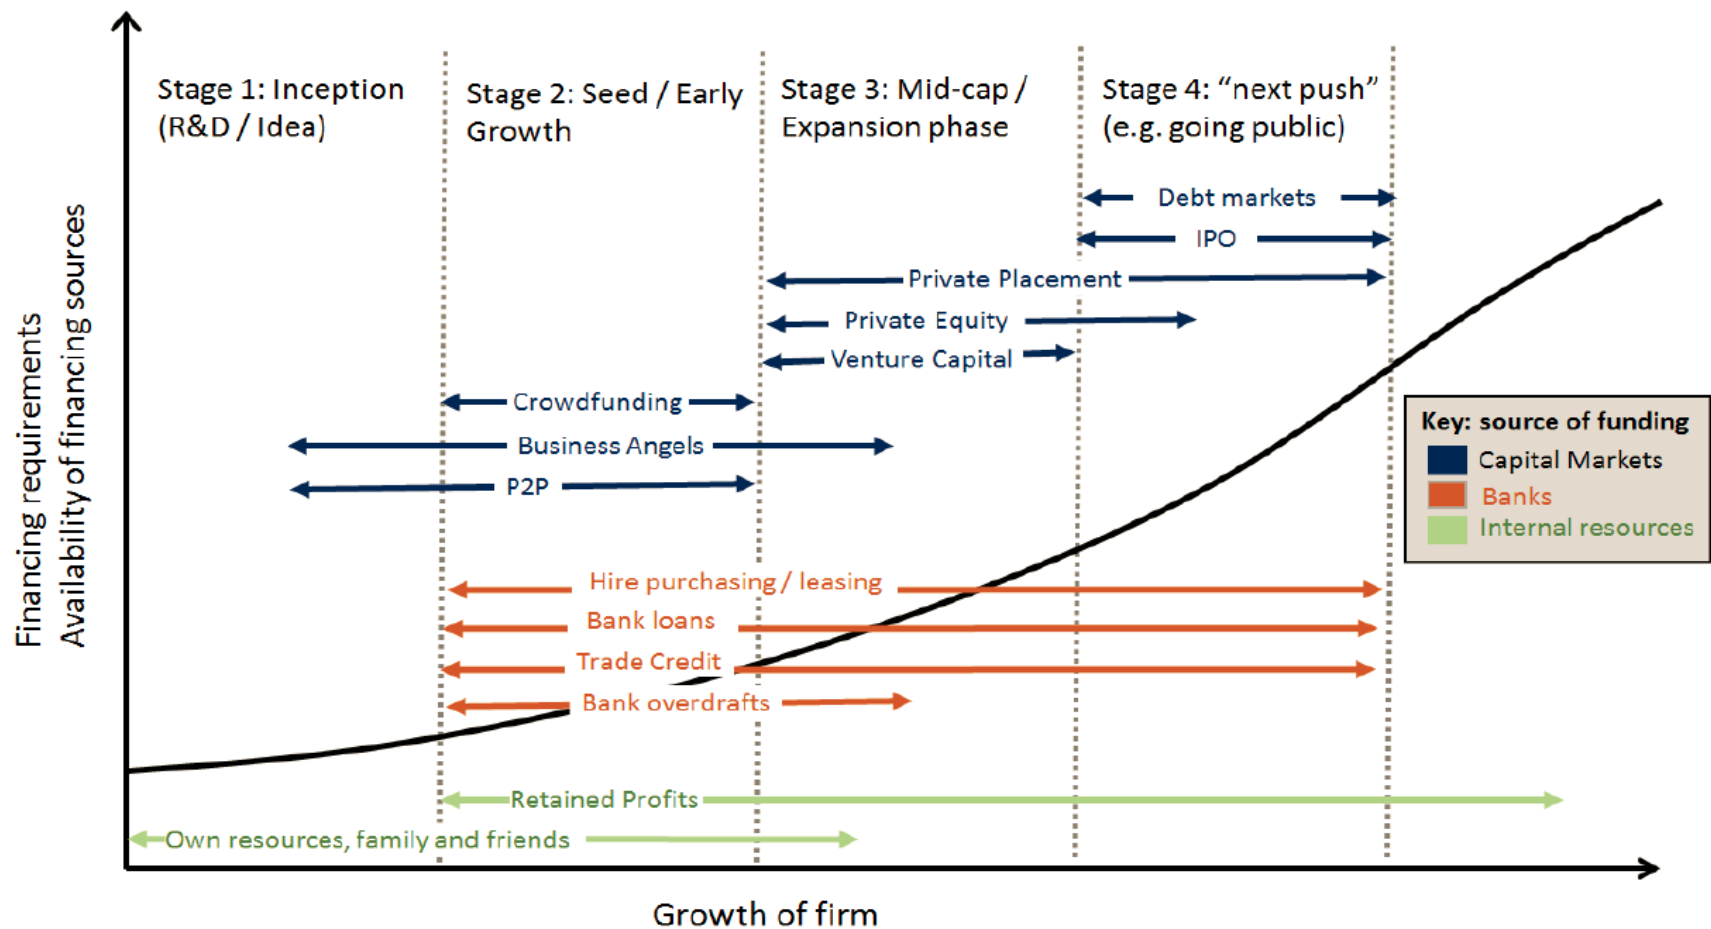 Stage 1: Inception
(R&D / Idea)
Stage 2: Seed / Early
Growth
Stage 3: Mid-cap /
Expansion phase
Stage 4: “next push”
(e.g. going public)
Debt markets
IPO
Private Placement
Private Equity
Venture Capital
Crowdfunding
Business Angels
P2P
Hire purchasing / leasing
Bank loans
Trade Credit
Bank overdrafts
Retained Profits
Own resources, family and friends
Key: source of funding
Capital Markets
Banks
Internal resources
Financing requirements
Availability of financing sources
Growth of firm